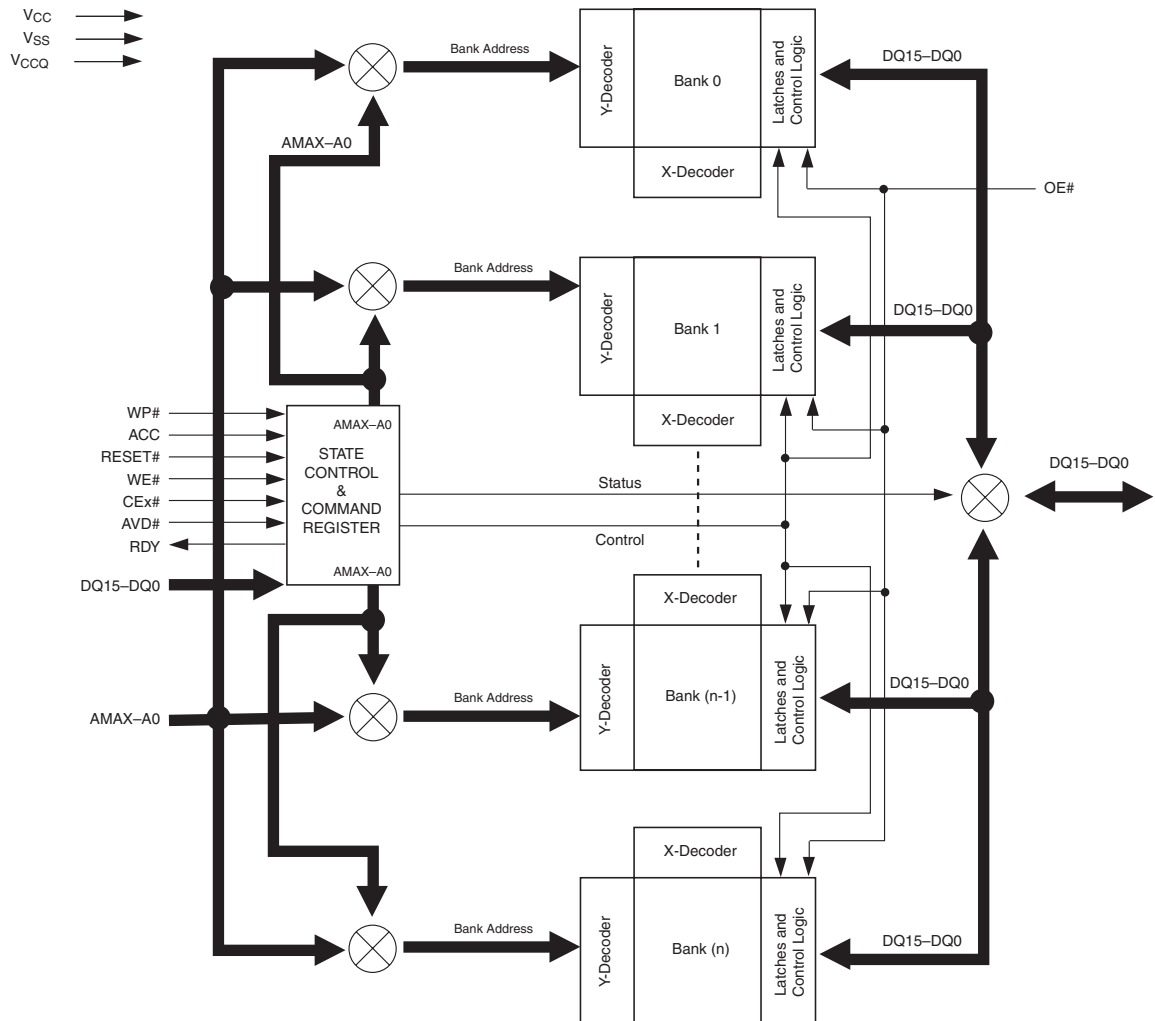 VCC
VSS
VCCQ
Bank Address
Y-Decoder
Bank 0
Latches and
Control Logic
DQ15–DQ0
AMAX–A0
X-Decoder
OE#
Bank Address
Y-Decoder
Bank 1
Latches and
Control Logic
DQ15–DQ0
X-Decoder
WP#
ACC
RESET#
WE#
CEx#
AVD#
RDY
DQ15–DQ0
AMAX–A0
STATE
CONTROL
&
COMMAND
REGISTER
AMAX–A0
Status
Control
DQ15–DQ0
X-Decoder
AMAX–A0
Bank Address
Y-Decoder
Bank (n-1)
Latches and
Control Logic
DQ15–DQ0
X-Decoder
Bank Address
Y-Decoder
Bank (n)
Latches and
Control Logic
DQ15–DQ0